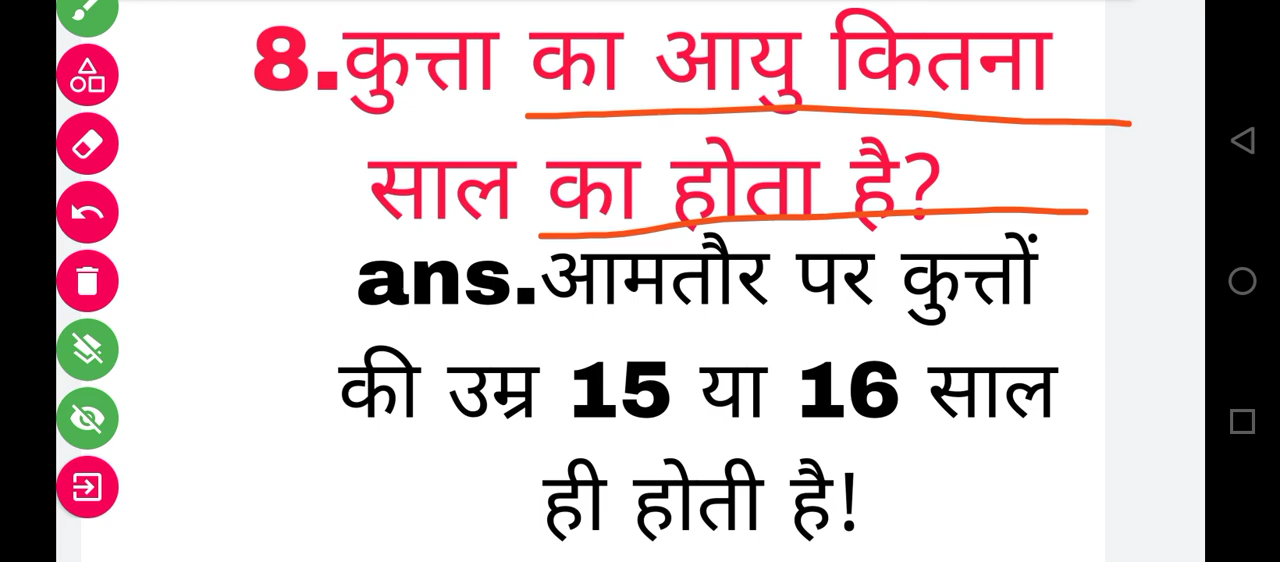 8.कुत्ता का आयु कितना
साल का होता है?
ans.आमतौर पर कुत्तों
की उम्र 15 या 16 साल
ही होती है!